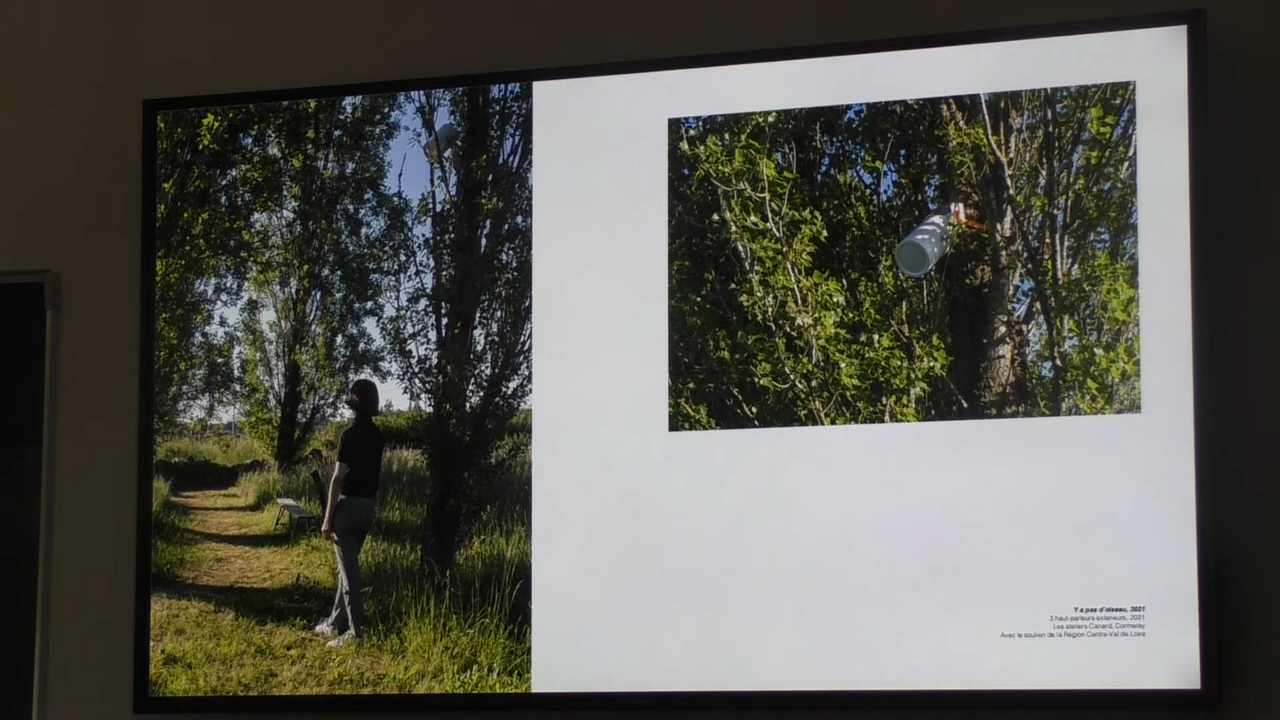 Y a pas d'oiseau, 2021
3 haut-parleurs exterieurs, 2021
Les ateliers Canard, Cormeray
Avec le soutien de la Région Centre-Val de Loire